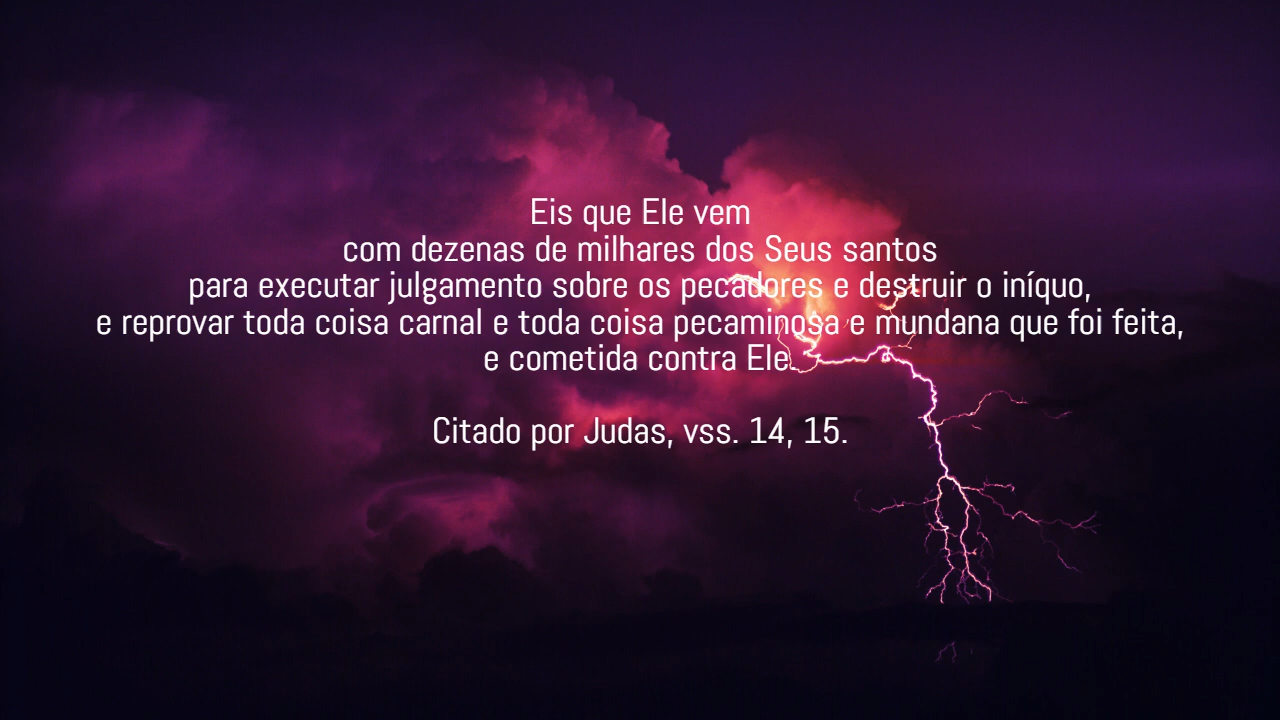 Eis que Ele vem
com dezenas de milhares dos Seus santos
para executar julgamento sobre os pecadores e destruir o iníquo,
e reprovar toda coisa carnal e toda coisa pecaminosa e mundana que foi feita,
e cometida contra Ele.
Citado por Judas, vss. 14, 15.